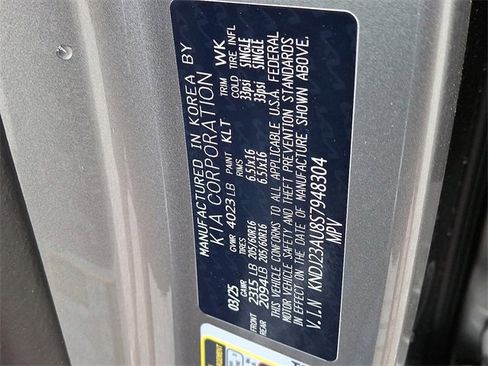 MANUFACTURED IN KOREA BY
KIA CORPORATION
03/25 GVWR 4023 LB PAINT KLT TRIM WK
GAWR TIRES RIMS COLD TIRE INFL
FRONT 2315 LB 205/60R16 6.5Jx16 33psi SINGLE
REAR 2094 LB 205/60R16 6.5Jx16 33psi SINGLE
THIS VEHICLE CONFORMS TO ALL APPLICABLE U.S.A. FEDERAL
MOTOR VEHICLE SAFETY AND THEFT PREVENTION STANDARDS
IN EFFECT ON THE DATE OF MANUFACTURE SHOWN ABOVE.
V.I.N KNDJ23AU8S7948304
MPV